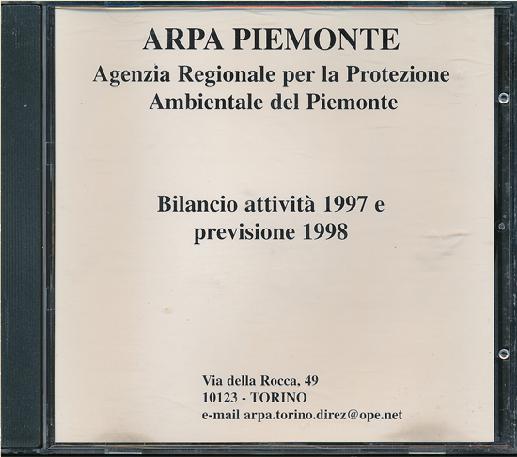 ARPA PIEMONTE
Agenzia Regionale per la Protezione
Ambientale del Piemonte
Bilancio attività 1997 e
previsione 1998
Via della Rocca, 49
10123 - TORINO
e-mail arpa.torino.direz@ope.net